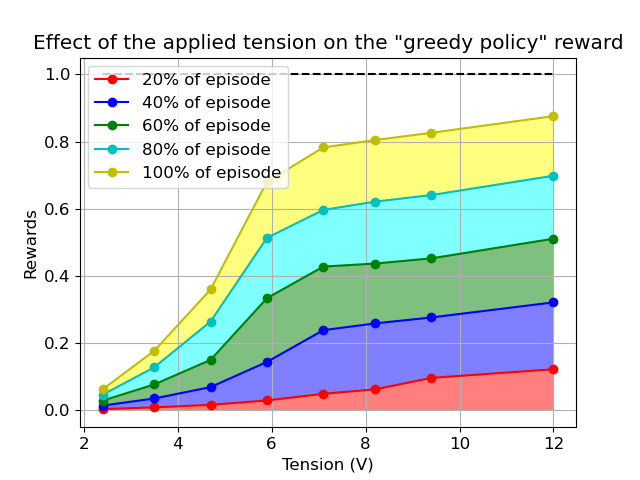 Effect of the applied tension on the "greedy policy" reward
1.0
0.8
0.6
0.4
0.2
0.0
Rewards
20% of episode
40% of episode
60% of episode
80% of episode
100% of episode
2
4
6
8
10
12
Tension (V)